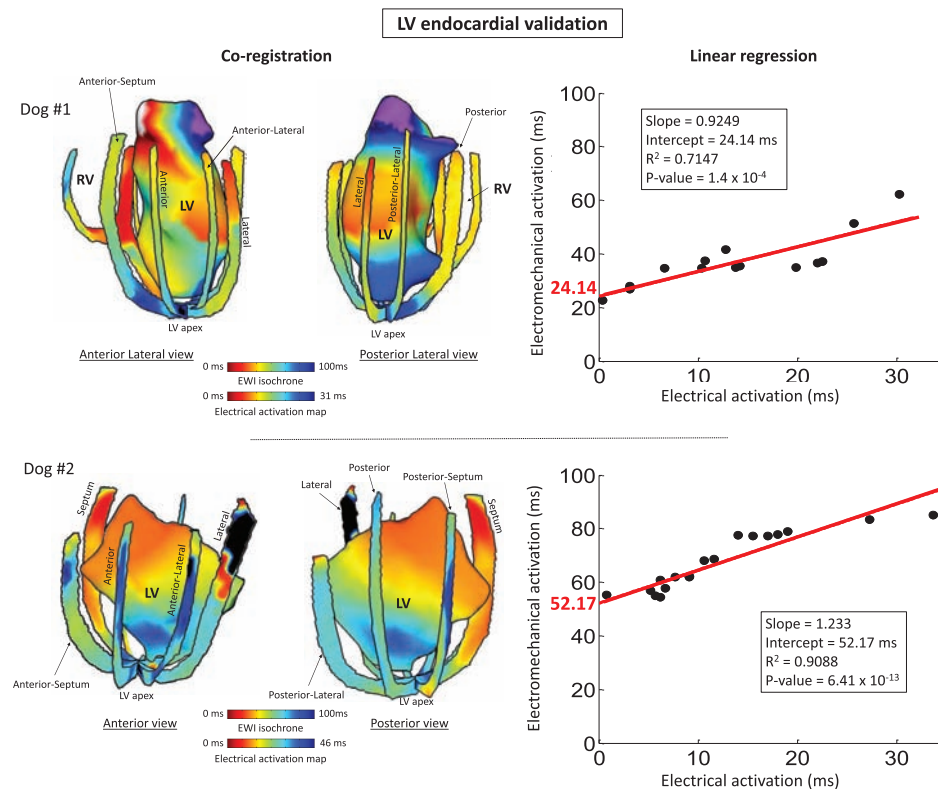 LV endocardial validation
Co-registration
Linear regression
Dog #1
Anterior-Septum
Anterior-Lateral
RV
Anterior
LV
Lateral
LV apex
Anterior Lateral view
Posterior
Lateral
Posterior-Lateral
RV
LV
LV apex
Posterior Lateral view
0 ms 100ms
EWI isochrone
0 ms 31 ms
Electrical activation map
Electromechanical activation (ms)
100
80
60
40
20
0
24.14
Slope = 0.9249
Intercept = 24.14 ms
R² = 0.7147
P-value = 1.4 x 10⁻⁴
0 10 20 30
Electrical activation (ms)
Dog #2
Septum
Anterior
Anterior-Lateral
Lateral
LV
Anterior-Septum
LV apex
Anterior view
Lateral
Posterior
Posterior-Septum
Septum
LV
Posterior-Lateral
LV apex
Posterior view
0 ms 100ms
EWI isochrone
0 ms 46 ms
Electrical activation map
Electromechanical activation (ms)
100
80
60
40
20
0
52.17
Slope = 1.233
Intercept = 52.17 ms
R² = 0.9088
P-value = 6.41 x 10⁻¹³
0 10 20 30
Electrical activation (ms)